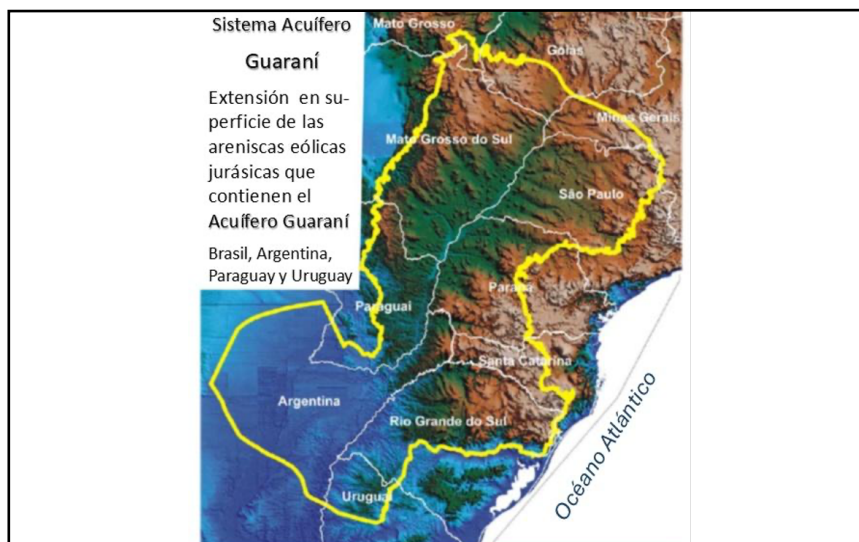 Sistema Acuífero
Guaraní
Extensión en su-
perficie de las
areniscas eólicas
jurásicas que
contienen el
Acuífero Guaraní
Brasil, Argentina,
Paraguay y Uruguay
Mato Grosso
Goiás
Minas Gerais
Mato Grosso do Sul
São Paulo
Paraná
Paraguai
Santa Catarina
Argentina
Rio Grande do Sul
Uruguai
Océano Atlántico